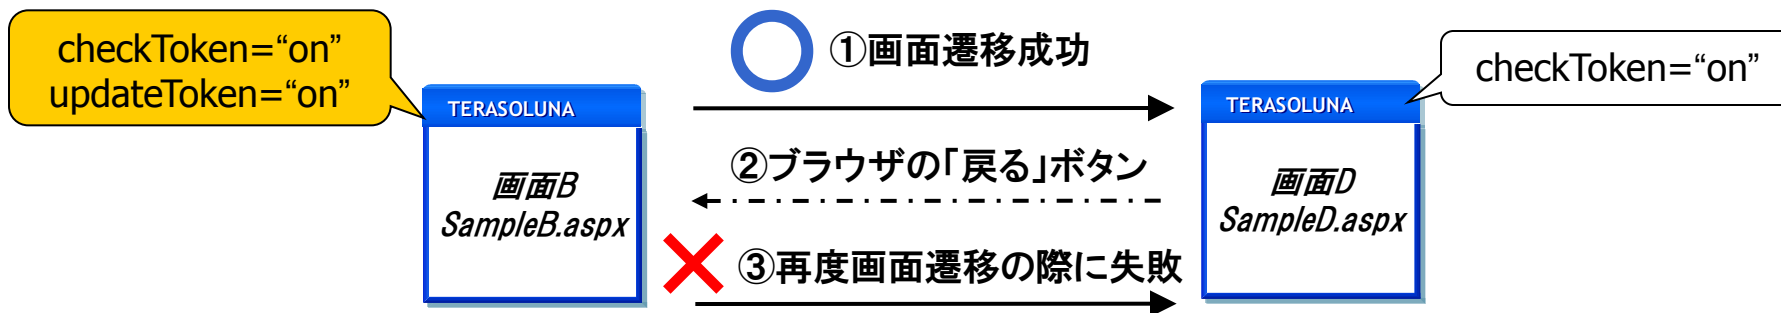 checkToken=“on”
updateToken=“on”
TERASOLUNA
画面B
SampleB.aspx
①画面遷移成功
②ブラウザの「戻る」ボタン
③再度画面遷移の際に失敗
checkToken=“on”
TERASOLUNA
画面D
SampleD.aspx